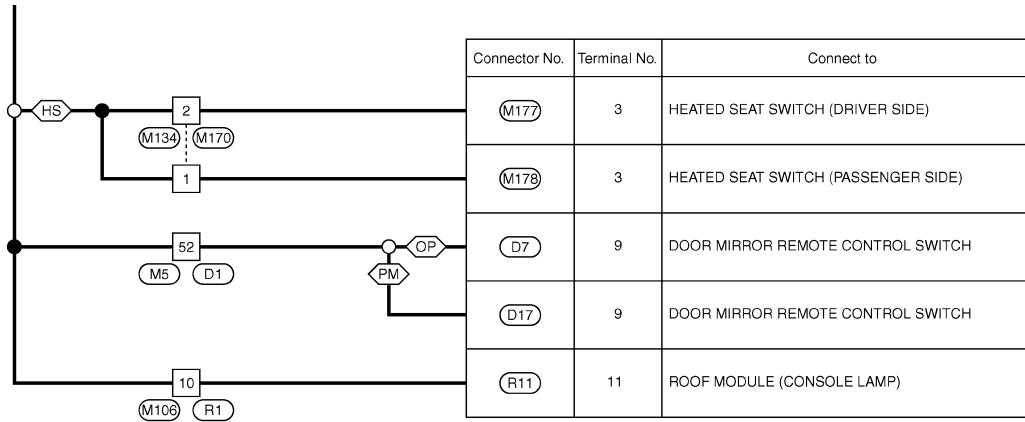 Connector No. Terminal No. Connect to
HS 2 M177 3 HEATED SEAT SWITCH (DRIVER SIDE)
M134 M170
1 M178 3 HEATED SEAT SWITCH (PASSENGER SIDE)
52 OP D7 9 DOOR MIRROR REMOTE CONTROL SWITCH
M5 D1 PM
D17 9 DOOR MIRROR REMOTE CONTROL SWITCH
10 R11 11 ROOF MODULE (CONSOLE LAMP)
M106 R1